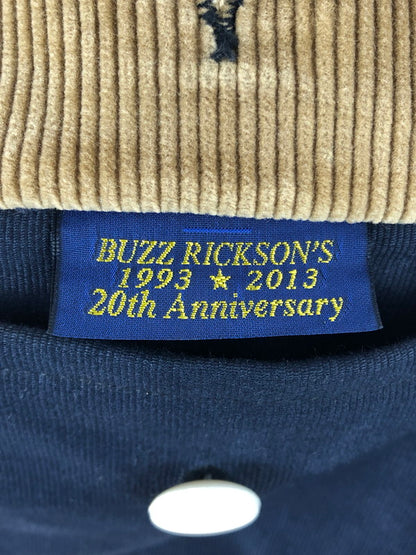 BUZZ RICKSON'S
1993 ★ 2013
20th Anniversary